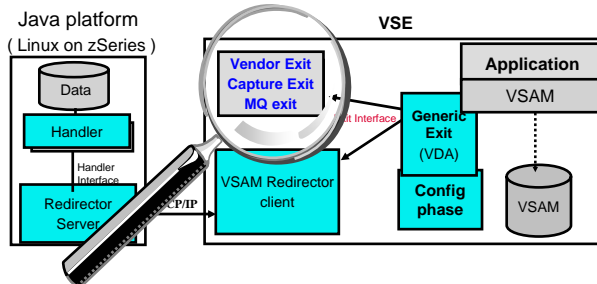 Java platform
( Linux on zSeries )
Data
Handler
Handler
Interface
Redirector
Server
VSE
Vendor Exit
Capture Exit
MQ exit
Interface
VSAM Redirector
client
CP/IP
Generic
Exit
(VDA)
Config
phase
Application
VSAM
VSAM